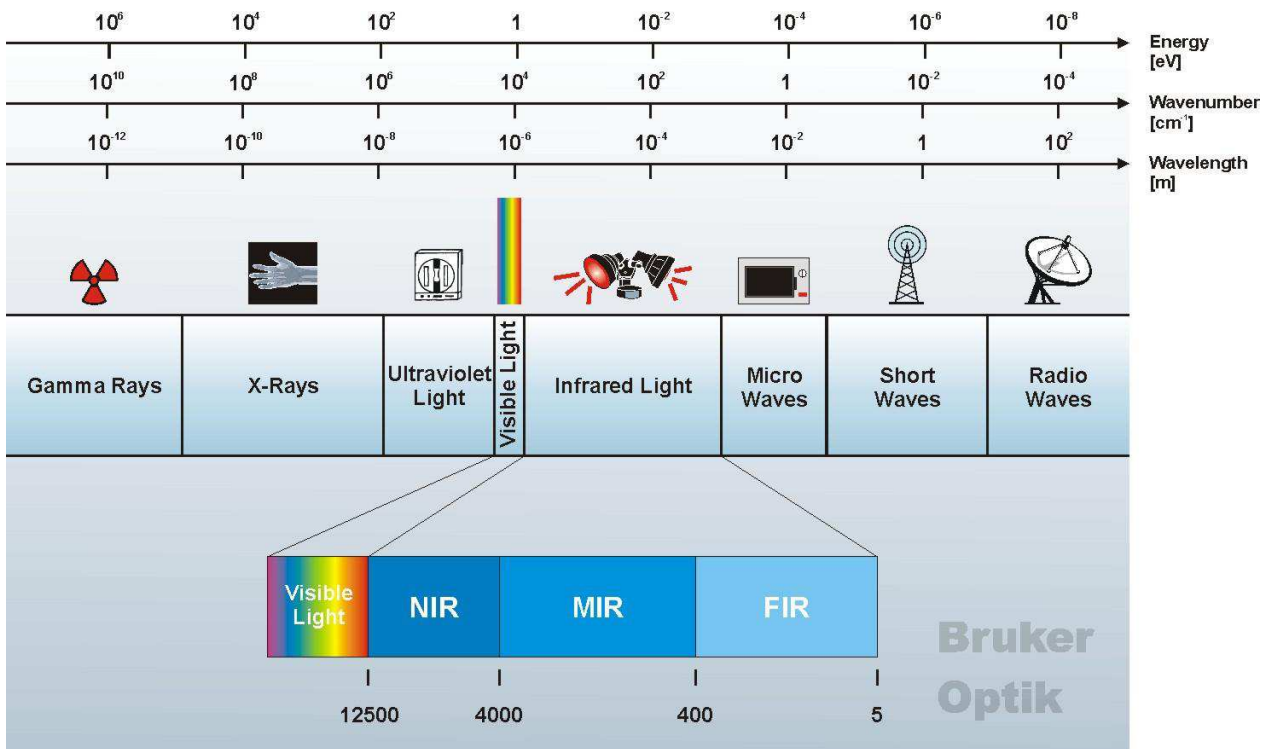 10⁶ 10⁴ 10² 1 10⁻² 10⁻⁴ 10⁻⁶ 10⁻⁸
Energy
[eV]
10¹⁰ 10⁸ 10⁶ 10⁴ 10² 1 10⁻² 10⁻⁴
Wavenumber
[cm⁻¹]
10⁻¹² 10⁻¹⁰ 10⁻⁸ 10⁻⁶ 10⁻⁴ 10⁻² 1 10²
Wavelength
[m]
Gamma Rays
X-Rays
Ultraviolet
Light
Visible Light
Infrared Light
Micro
Waves
Short
Waves
Radio
Waves
Visible
Light
NIR
MIR
FIR
12500 4000 400 5
Bruker
Optik